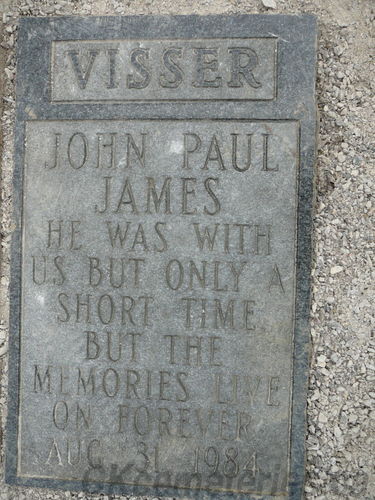 VISSER
JOHN PAUL
JAMES
HE WAS WITH
US BUT ONLY A
SHORT TIME
BUT THE
MEMORIES LIVE
ON FOREVER
AUG. 31 1984